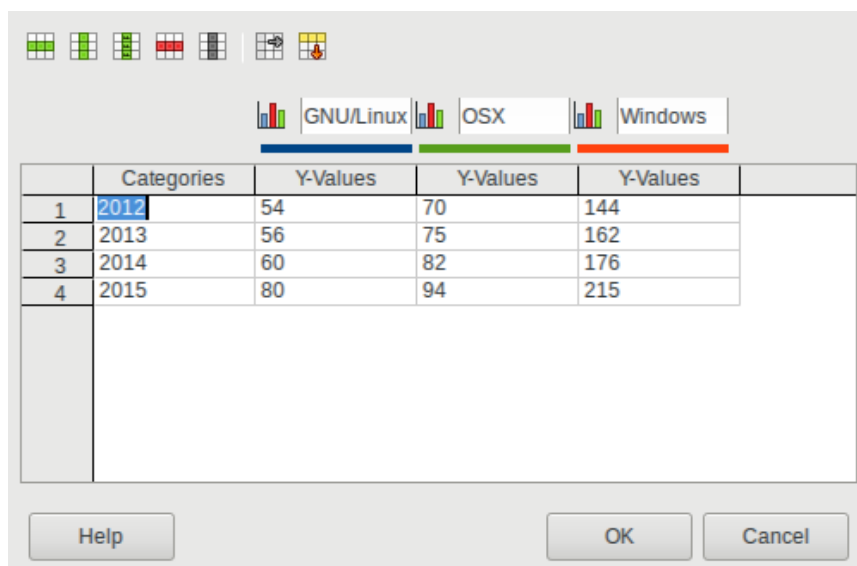 GNU/Linux OSX Windows
Categories Y-Values Y-Values Y-Values
1 2012 54 70 144
2 2013 56 75 162
3 2014 60 82 176
4 2015 80 94 215
Help OK Cancel